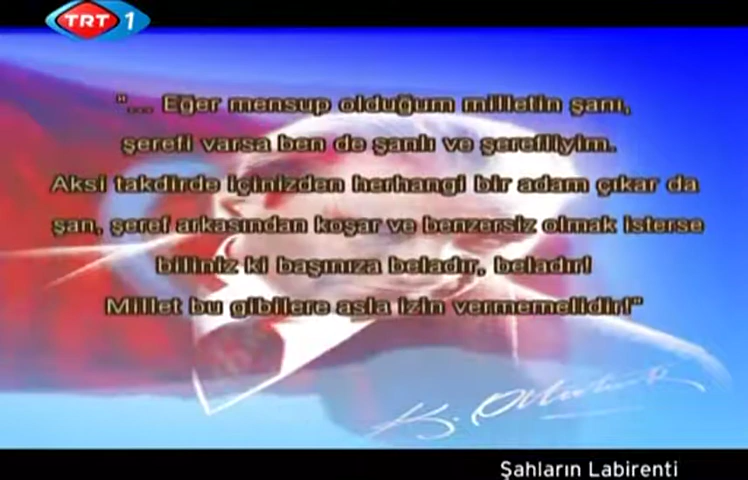 TRT 1
"... Eğer mensup olduğum milletin şanı,
şerefi varsa ben de şanlı ve şerefliyim.
Aksi takdirde içinizden herhangi bir adam çıkar da
şan, şeref arkasından koşar ve benzersiz olmak isterse
biliniz ki başınıza beladır, beladır!
Millet bu gibilere asla izin vermemelidir!"
K. Atatürk
Şahların Labirenti